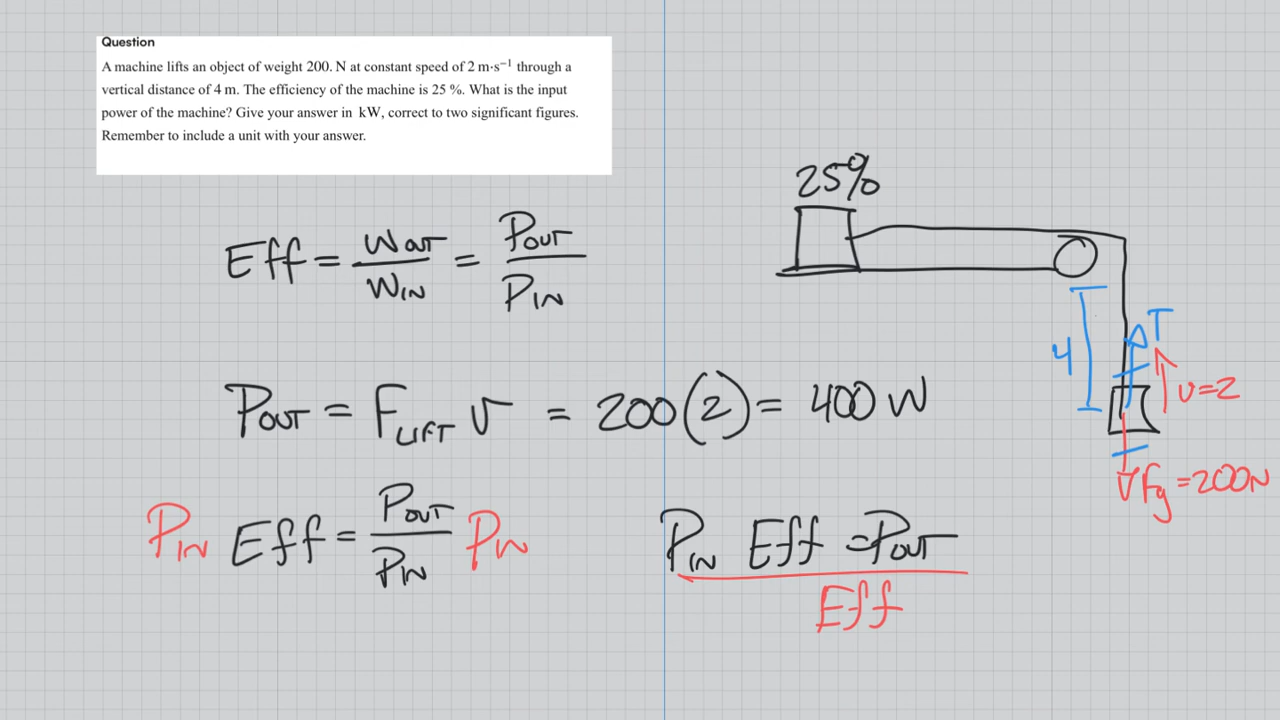 Question
A machine lifts an object of weight 200. N at constant speed of 2 m·s⁻¹ through a
vertical distance of 4 m. The efficiency of the machine is 25 %. What is the input
power of the machine? Give your answer in kW, correct to two significant figures.
Remember to include a unit with your answer.
25%
Eff = W_OUT / W_IN = P_OUT / P_IN
4
T
v=2
P_OUT = F_LIFT v = 200(2) = 400 W
Fg=200N
P_IN Eff = P_OUT / P_IN P_IN
P_IN Eff = P_OUT
Eff